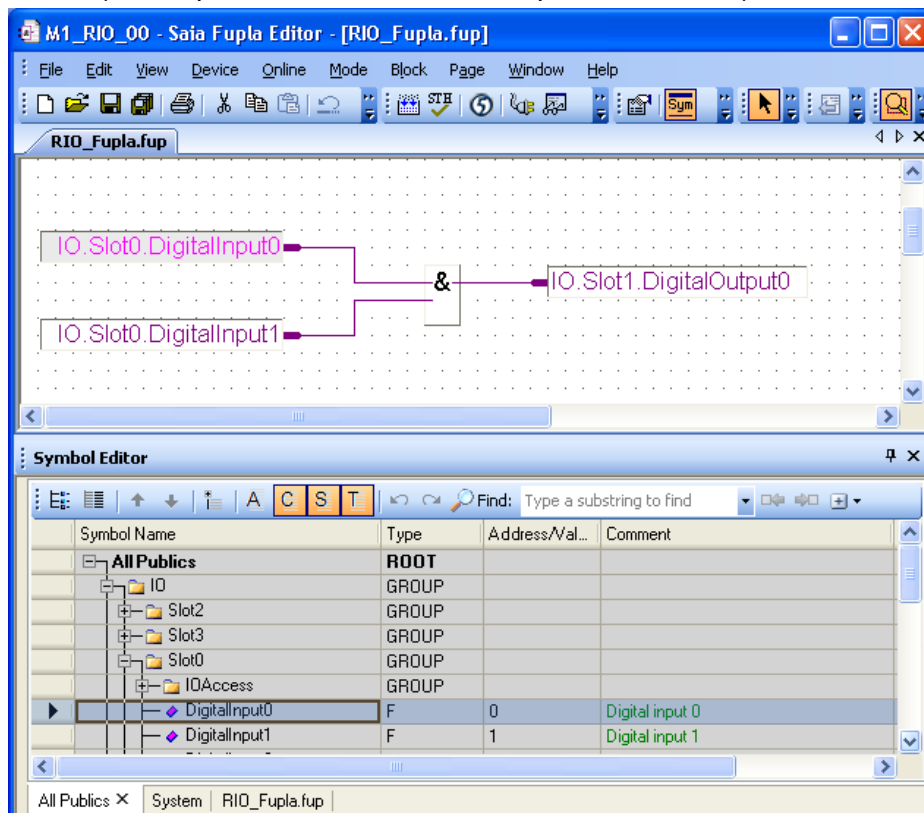 M1_RIO_00 - Saia Fupla Editor - [RIO_Fupla.fup]
File Edit View Device Online Mode Block Page Window Help
STH Sym
RIO_Fupla.fup
IO.Slot0.DigitalInput0
& IO.Slot1.DigitalOutput0
IO.Slot0.DigitalInput1
Symbol Editor
A C S T Find: Type a substring to find
Symbol Name Type Address/Val... Comment
All Publics ROOT
IO GROUP
Slot2 GROUP
Slot3 GROUP
Slot0 GROUP
IOAccess GROUP
DigitalInput0 F 0 Digital input 0
DigitalInput1 F 1 Digital input 1
All Publics System RIO_Fupla.fup